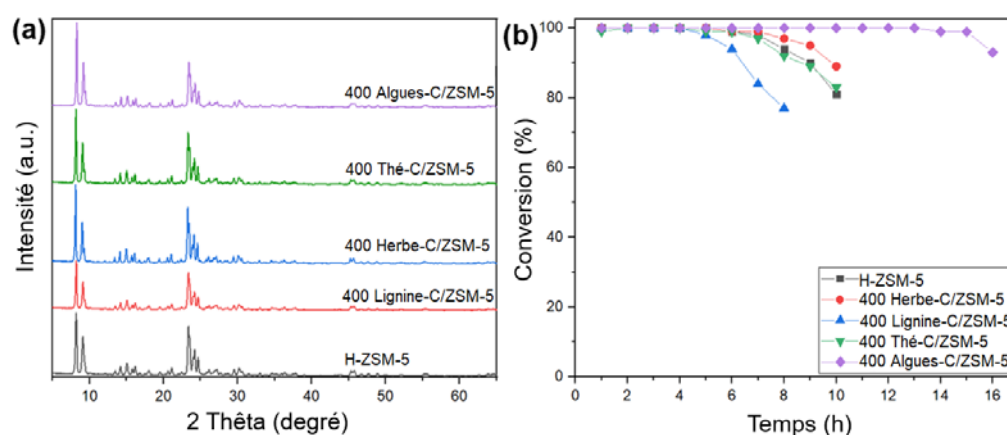 (a)
Intensité (a.u.)
400 Algues-C/ZSM-5
400 Thé-C/ZSM-5
400 Herbe-C/ZSM-5
400 Lignine-C/ZSM-5
H-ZSM-5
10 20 30 40 50 60
2 Thêta (degré)
(b)
Conversion (%)
100
80
60
40
20
0
H-ZSM-5
400 Herbe-C/ZSM-5
400 Lignine-C/ZSM-5
400 Thé-C/ZSM-5
400 Algues-C/ZSM-5
0 2 4 6 8 10 12 14 16
Temps (h)